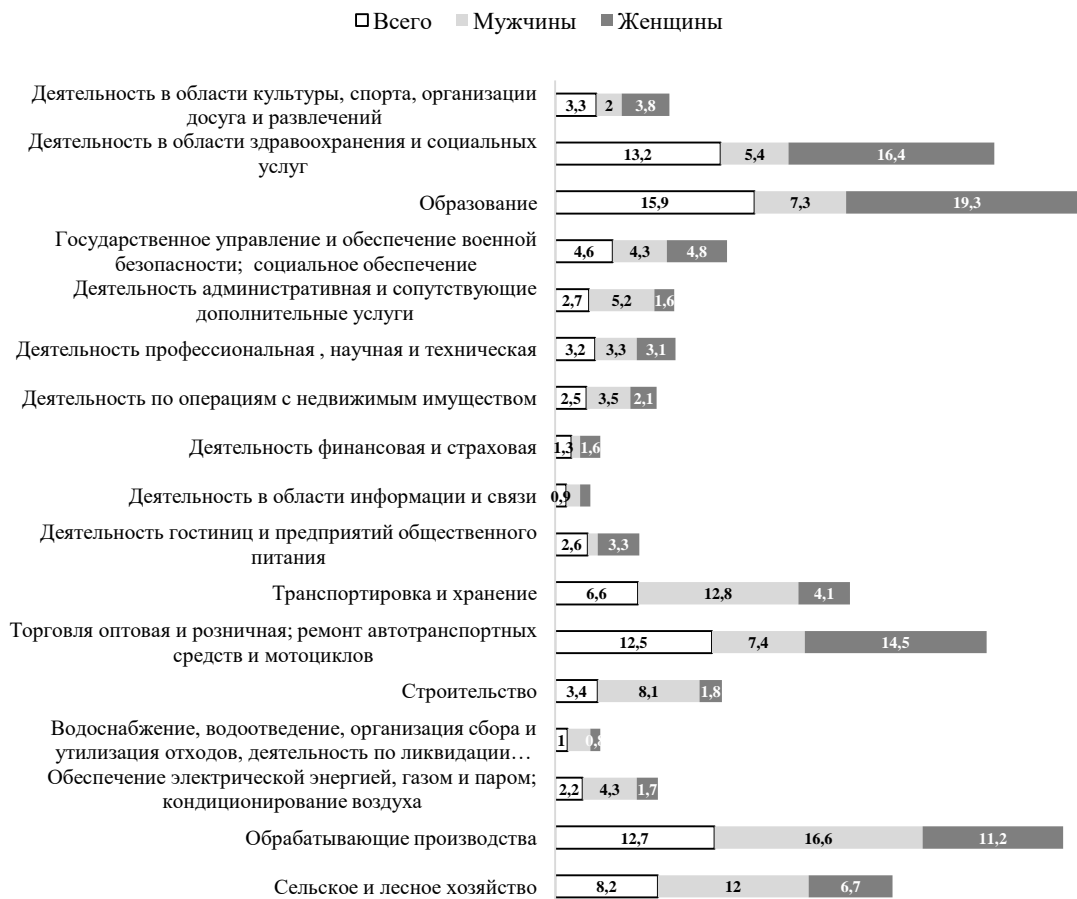 Всего Мужчины Женщины
Деятельность в области культуры, спорта, организации
досуга и развлечений
3,3 2 3,8
Деятельность в области здравоохранения и социальных
услуг
13,2 5,4 16,4
Образование
15,9 7,3 19,3
Государственное управление и обеспечение военной
безопасности; социальное обеспечение
4,6 4,3 4,8
Деятельность административная и сопутствующие
дополнительные услуги
2,7 5,2 1,6
Деятельность профессиональная , научная и техническая
3,2 3,3 3,1
Деятельность по операциям с недвижимым имуществом
2,5 3,5 2,1
Деятельность финансовая и страховая
1,3 1,6
Деятельность в области информации и связи
0,9
Деятельность гостиниц и предприятий общественного
питания
2,6 3,3
Транспортировка и хранение
6,6 12,8 4,1
Торговля оптовая и розничная; ремонт автотранспортных
средств и мотоциклов
12,5 7,4 14,5
Строительство
3,4 8,1 1,8
Водоснабжение, водоотведение, организация сбора и
утилизация отходов, деятельность по ликвидации…
1
Обеспечение электрической энергией, газом и паром;
кондиционирование воздуха
2,2 4,3 1,7
Обрабатывающие производства
12,7 16,6 11,2
Сельское и лесное хозяйство
8,2 12 6,7